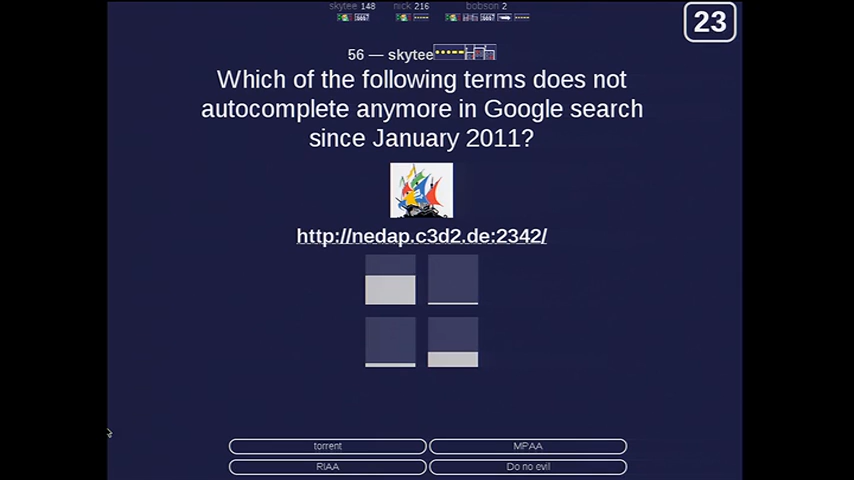 skytee 148 nick 216 bobson 2
23
56 — skytee
Which of the following terms does not
autocomplete anymore in Google search
since January 2011?
http://nedap.c3d2.de:2342/
torrent MPAA
RIAA Do no evil